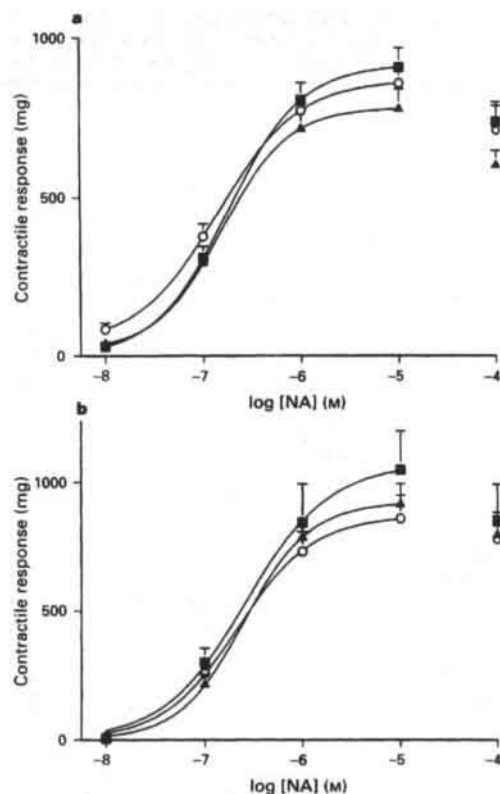 a
1000
500
0
Contractile response (mg)
−8 −7 −6 −5 −4
log [NA] (M)
b
1000
500
0
Contractile response (mg)
−8 −7 −6 −5 −4
log [NA] (M)